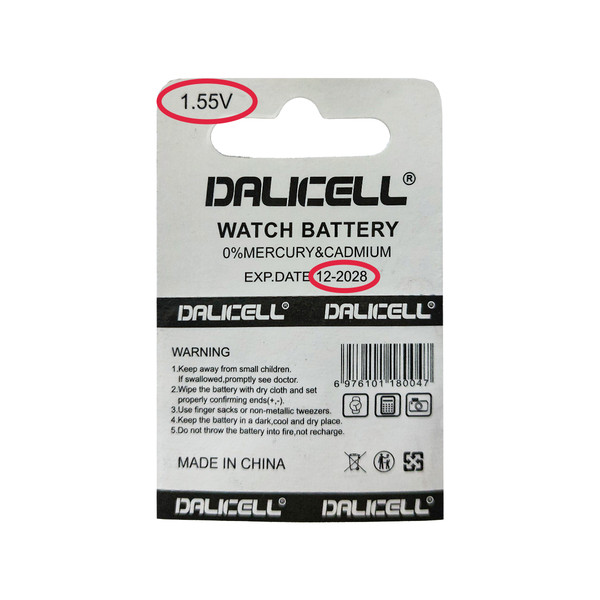 1.55V
DALICELL®
WATCH BATTERY
0%MERCURY&CADMIUM
EXP.DATE 12-2028
DALICELL® DALICELL®
WARNING
1.Keep away from small children.
If swallowed,promptly see doctor.
2.Wipe the battery with dry cloth and set
properly confirming ends(+,-).
3.Use finger sacks or non-metallic tweezers.
4.Keep the battery in a dark,cool and dry place.
5.Do not throw the battery into fire,not recharge.
6 976101 180047
MADE IN CHINA
DALICELL® DALICELL®